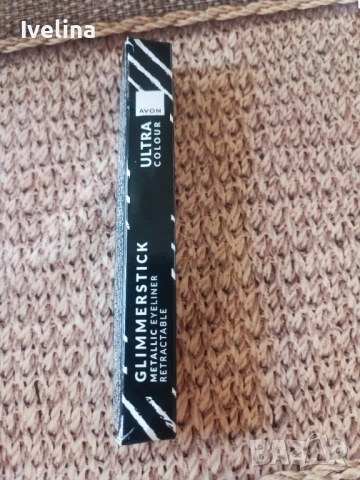 Ivelina
AVON
ULTRA
COLOUR
GLIMMERSTICK
METALLIC EYELINER
RETRACTABLE